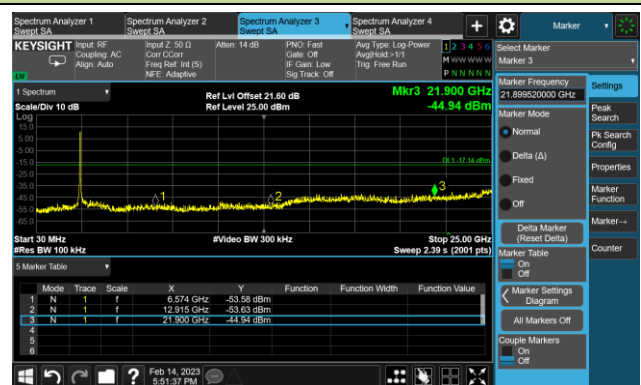 Spectrum Analyzer 1
Swept SA
Spectrum Analyzer 2
Swept SA
Spectrum Analyzer 3
Swept SA
Spectrum Analyzer 4
Swept SA
+
Marker
KEYSIGHT
Input: RF
Coupling: AC
Align: Auto
Input Z: 50 Ω
Corr CCorr
Freq Ref: Int (S)
NFE: Adaptive
Atten: 14 dB
PNO: Fast
Gate: Off
IF Gain: Low
Sig Track: Off
Avg Type: Log-Power
Avg|Hold:>1/1
Trig: Free Run
1 2 3 4 5 6
M W W W W W
P N N N N N
LW
1 Spectrum
Scale/Div 10 dB
Ref Lvl Offset 21.60 dB
Ref Level 25.00 dBm
Mkr3 21.900 GHz
-44.94 dBm
Log
15.0
5.00
-5.00
-15.0
-25.0
-35.0
-45.0
-55.0
-65.0
DL1 -17.14 dBm
1
2
3
Start 30 MHz
#Res BW 100 kHz
#Video BW 300 kHz
Stop 25.00 GHz
Sweep 2.39 s (2001 pts)
5 Marker Table
Mode Trace Scale X Y Function Function Width Function Value
1 N 1 f 6.574 GHz -53.58 dBm
2 N 1 f 12.915 GHz -53.63 dBm
3 N 1 f 21.900 GHz -44.94 dBm
4
5
6
Feb 14, 2023
5:51:37 PM
Select Marker
Marker 3
Marker Frequency
21.899520000 GHz
Marker Mode
Normal
Delta (Δ)
Fixed
Off
Delta Marker
(Reset Delta)
Marker Table
On
Off
Marker Settings
Diagram
All Markers Off
Couple Markers
On
Off
Settings
Peak
Search
Pk Search
Config
Properties
Marker
Function
Marker→
Counter